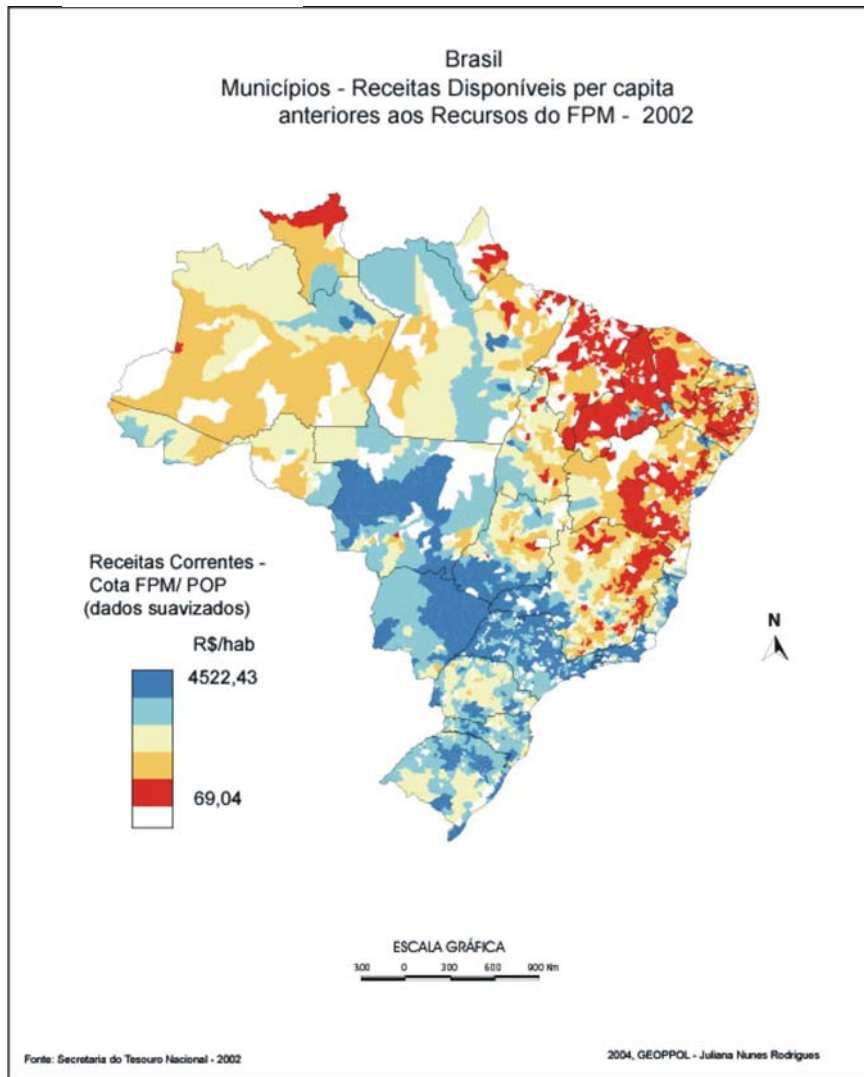 Brasil
Municípios - Receitas Disponíveis per capita
anteriores aos Recursos do FPM - 2002
Receitas Correntes -
Cota FPM/ POP
(dados suavizados)
R$/hab
4522,43
69,04
N
ESCALA GRÁFICA
300 0 300 600 900 Nm
Fonte: Secretaria do Tesouro Nacional - 2002
2004, GEOPPOL - Juliana Nunes Rodrigues